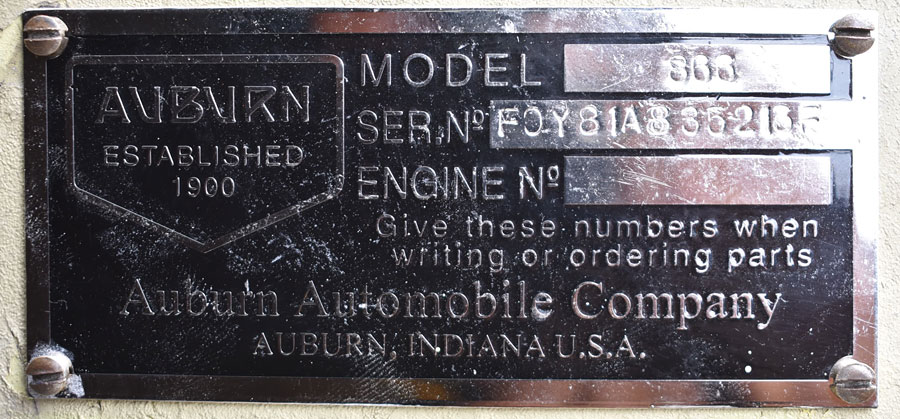 AUBURN
ESTABLISHED
1900
MODEL 866
SER. Nº
ENGINE Nº
Give these numbers when
writing or ordering parts
Auburn Automobile Company
AUBURN, INDIANA U.S.A.